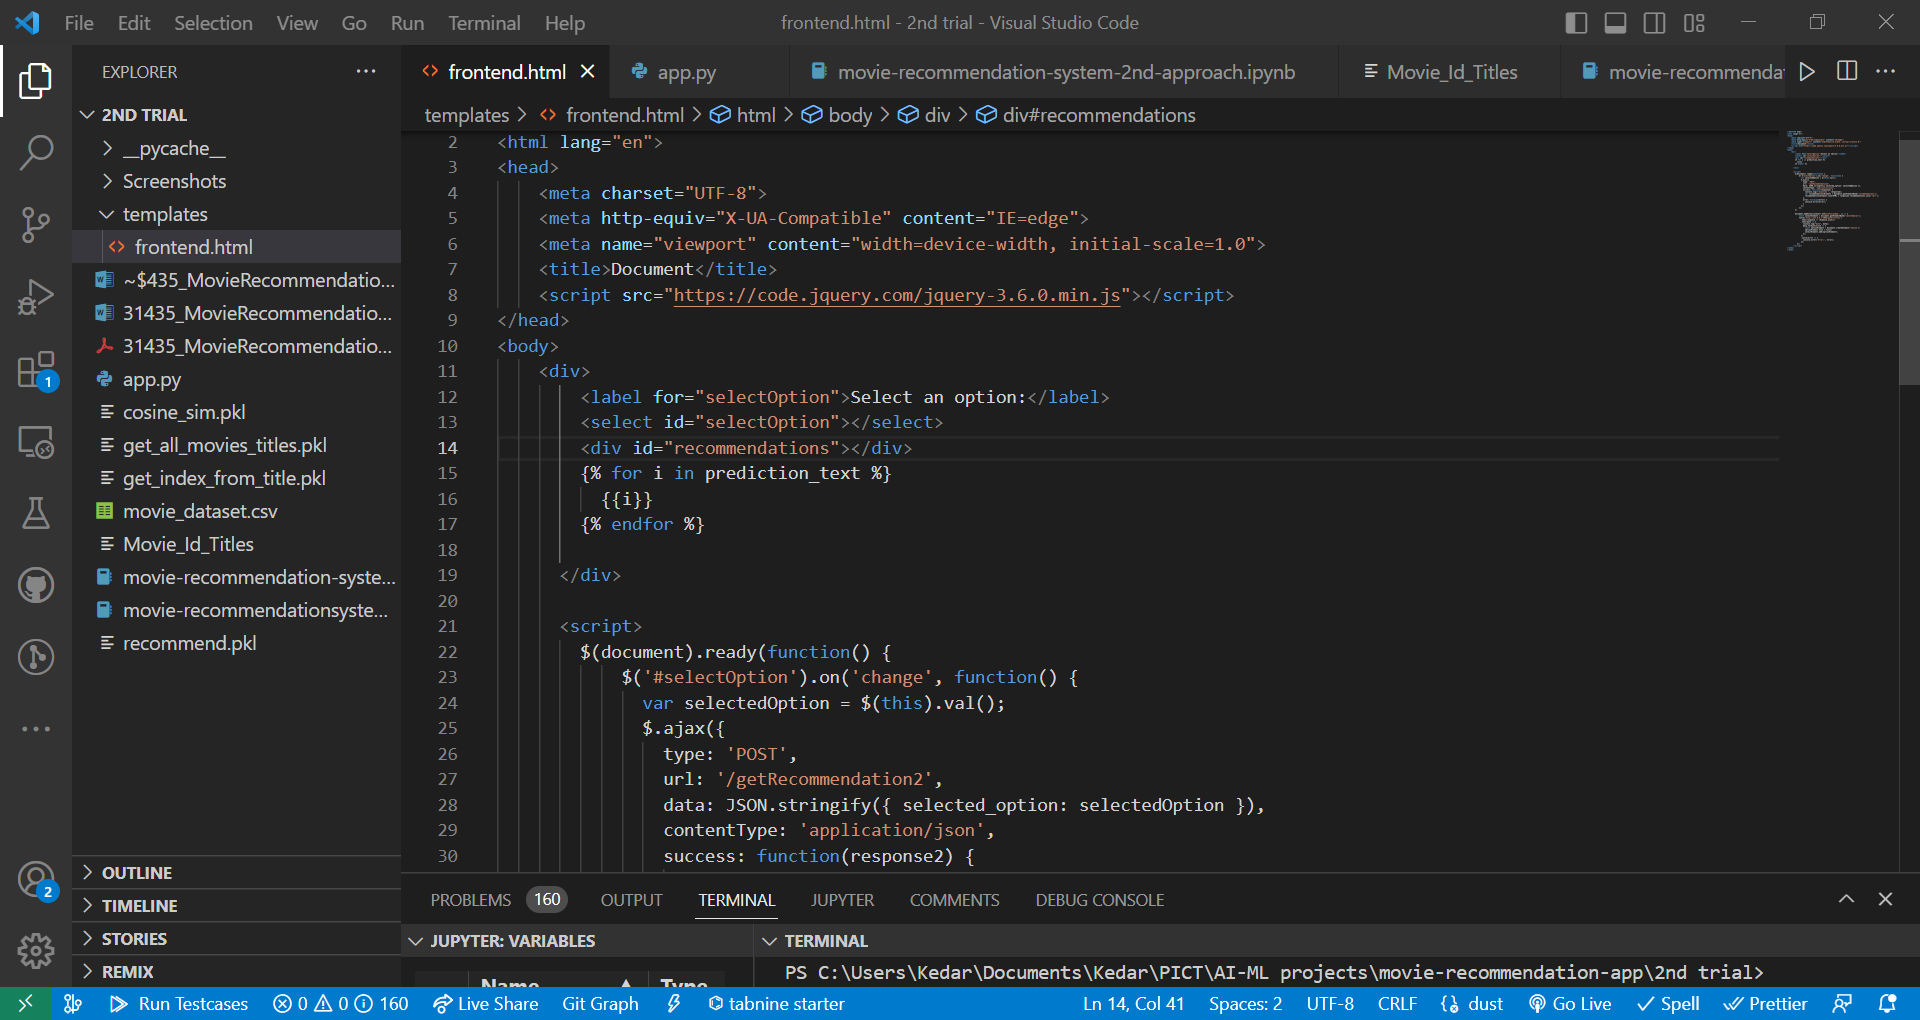 File Edit Selection View Go Run Terminal Help
frontend.html - 2nd trial - Visual Studio Code
EXPLORER
2ND TRIAL
__pycache__
Screenshots
templates
frontend.html
~$435_MovieRecommendatio...
31435_MovieRecommendatio...
31435_MovieRecommendatio...
app.py
cosine_sim.pkl
get_all_movies_titles.pkl
get_index_from_title.pkl
movie_dataset.csv
Movie_Id_Titles
movie-recommendation-syste...
movie-recommendationsyste...
recommend.pkl
OUTLINE
TIMELINE
STORIES
REMIX
1
2
frontend.html app.py movie-recommendation-system-2nd-approach.ipynb Movie_Id_Titles movie-recommendat
templates > frontend.html > html > body > div > div#recommendations
2 <html lang="en">
3 <head>
4 <meta charset="UTF-8">
5 <meta http-equiv="X-UA-Compatible" content="IE=edge">
6 <meta name="viewport" content="width=device-width, initial-scale=1.0">
7 <title>Document</title>
8 <script src="https://code.jquery.com/jquery-3.6.0.min.js"></script>
9 </head>
10 <body>
11 <div>
12 <label for="selectOption">Select an option:</label>
13 <select id="selectOption"></select>
14 <div id="recommendations"></div>
15 {% for i in prediction_text %}
16 {{i}}
17 {% endfor %}
18
19 </div>
20
21 <script>
22 $(document).ready(function() {
23 $('#selectOption').on('change', function() {
24 var selectedOption = $(this).val();
25 $.ajax({
26 type: 'POST',
27 url: '/getRecommendation2',
28 data: JSON.stringify({ selected_option: selectedOption }),
29 contentType: 'application/json',
30 success: function(response2) {
PROBLEMS 160 OUTPUT TERMINAL JUPYTER COMMENTS DEBUG CONSOLE
JUPYTER: VARIABLES
Name Type
TERMINAL
PS C:\Users\Kedar\Documents\Kedar\PICT\AI-ML projects\movie-recommendation-app\2nd trial>
Run Testcases 0 0 160 Live Share Git Graph tabnine starter Ln 14, Col 41 Spaces: 2 UTF-8 CRLF dust Go Live Spell Prettier